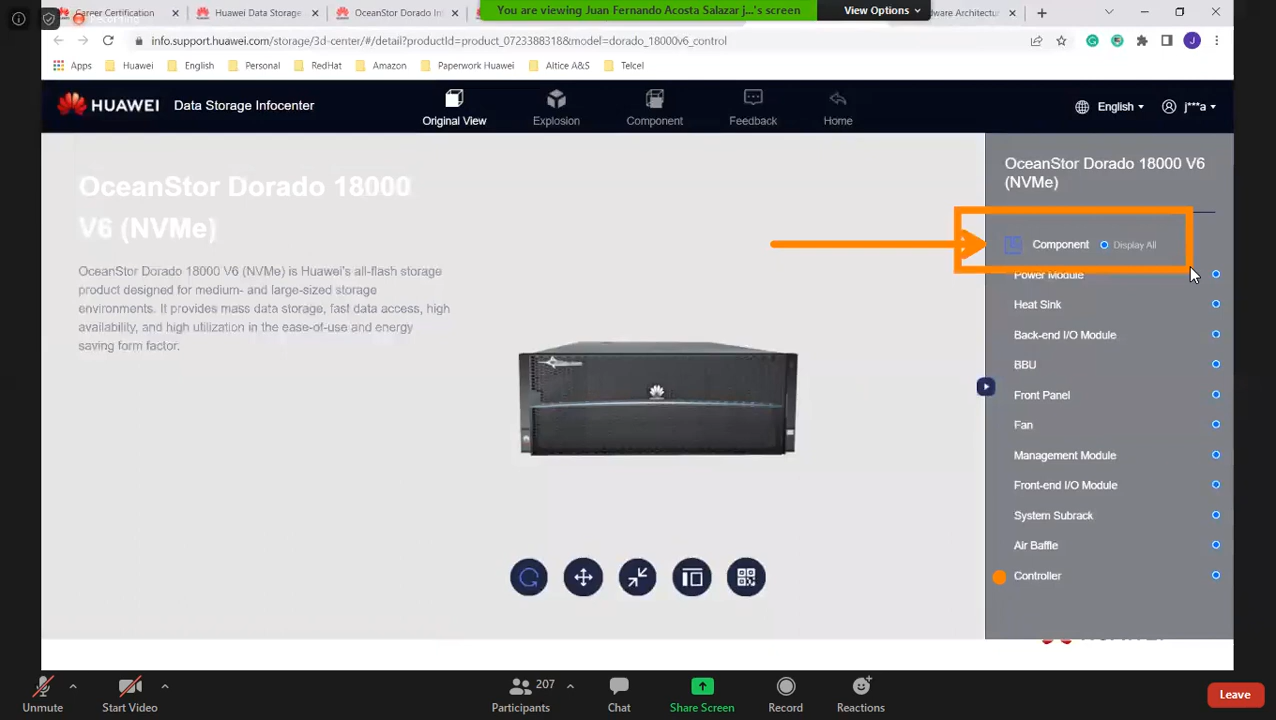 You are viewing Juan Fernando Acosta Salazar j...'s screen
View Options
Recording
Career Certification
Huawei Data Storage
OceanStor Dorado In
info.support.huawei.com/storage/3d-center/#/detail?productId=product_0723388318&model=dorado_18000v6_control
J
Apps
Huawei
English
Personal
RedHat
Amazon
Paperwork Huawei
Altice A&S
Telcel
HUAWEI
Data Storage Infocenter
Original View
Explosion
Component
Feedback
Home
English
j***a
OceanStor Dorado 18000
V6 (NVMe)
OceanStor Dorado 18000 V6 (NVMe) is Huawei's all-flash storage
product designed for medium- and large-sized storage
environments. It provides mass data storage, fast data access, high
availability, and high utilization in the ease-of-use and energy
saving form factor.
OceanStor Dorado 18000 V6
(NVMe)
Component
Display All
Power Module
Heat Sink
Back-end I/O Module
BBU
Front Panel
Fan
Management Module
Front-end I/O Module
System Subrack
Air Baffle
Controller
Unmute
Start Video
207
Participants
Chat
Share Screen
Record
Reactions
Leave